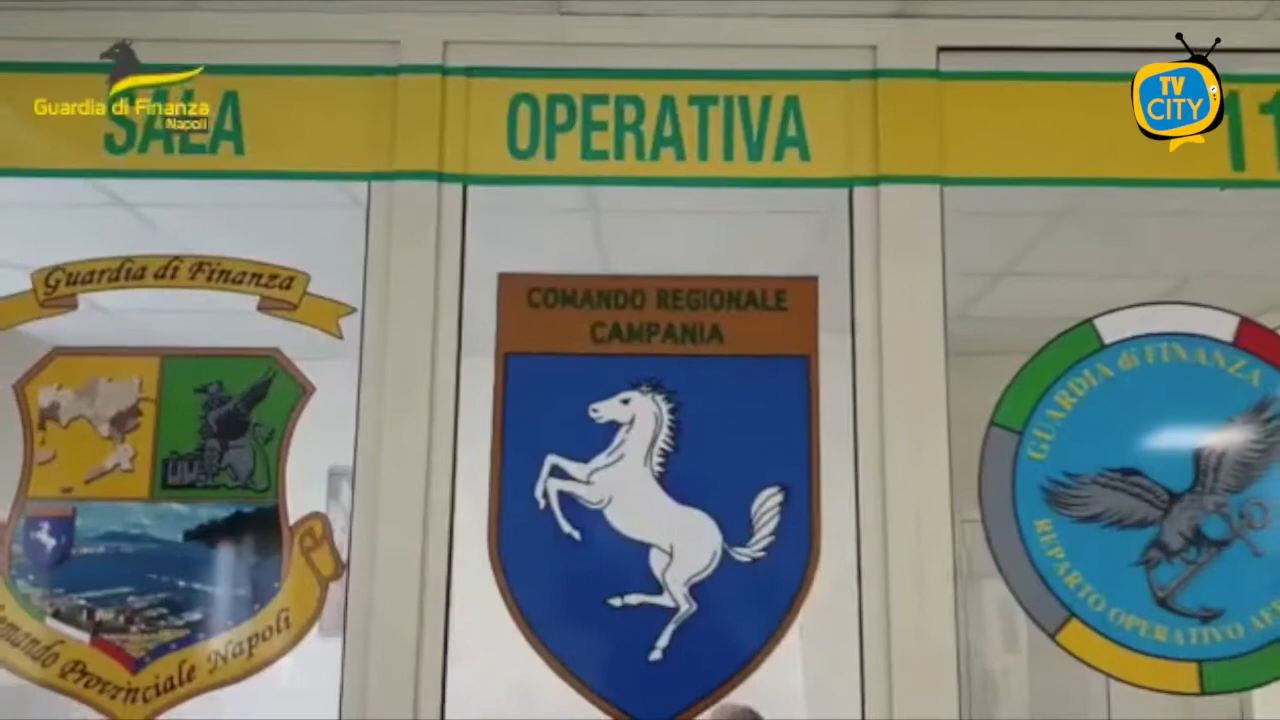 Guardia di Finanza
Napoli
TV
CITY
SALA OPERATIVA
Guardia di Finanza
Comando Provinciale Napoli
COMANDO REGIONALE
CAMPANIA
GUARDIA di FINANZA
REPARTO OPERATIVO